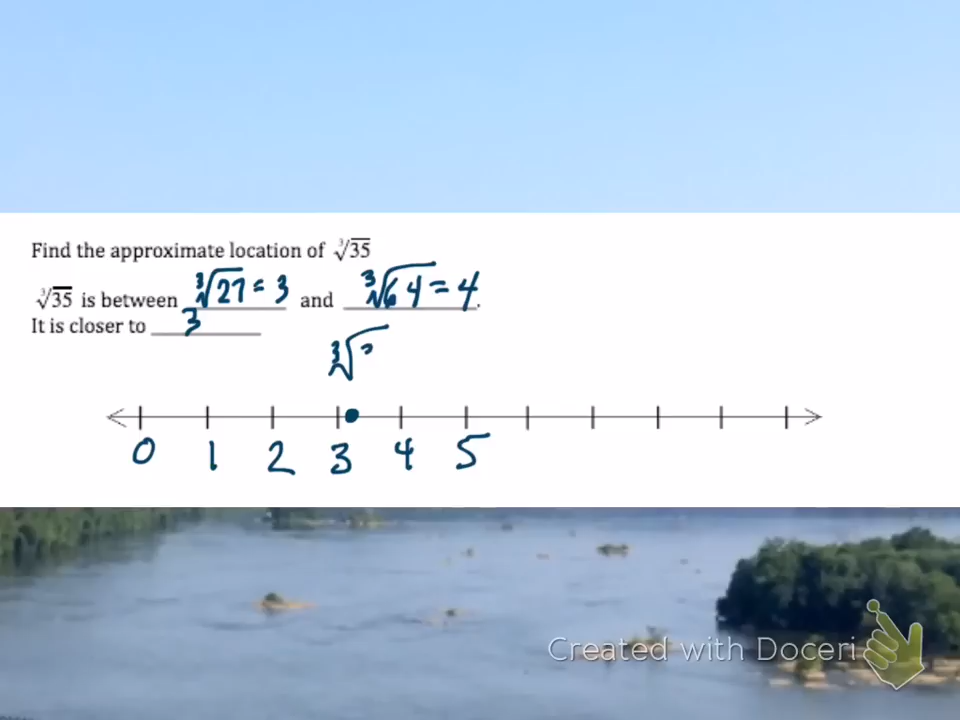 Find the approximate location of ∛35
∛35 is between ∛27 = 3 and ∛64 = 4.
It is closer to 3
∛
0 1 2 3 4 5
Created with Doceri